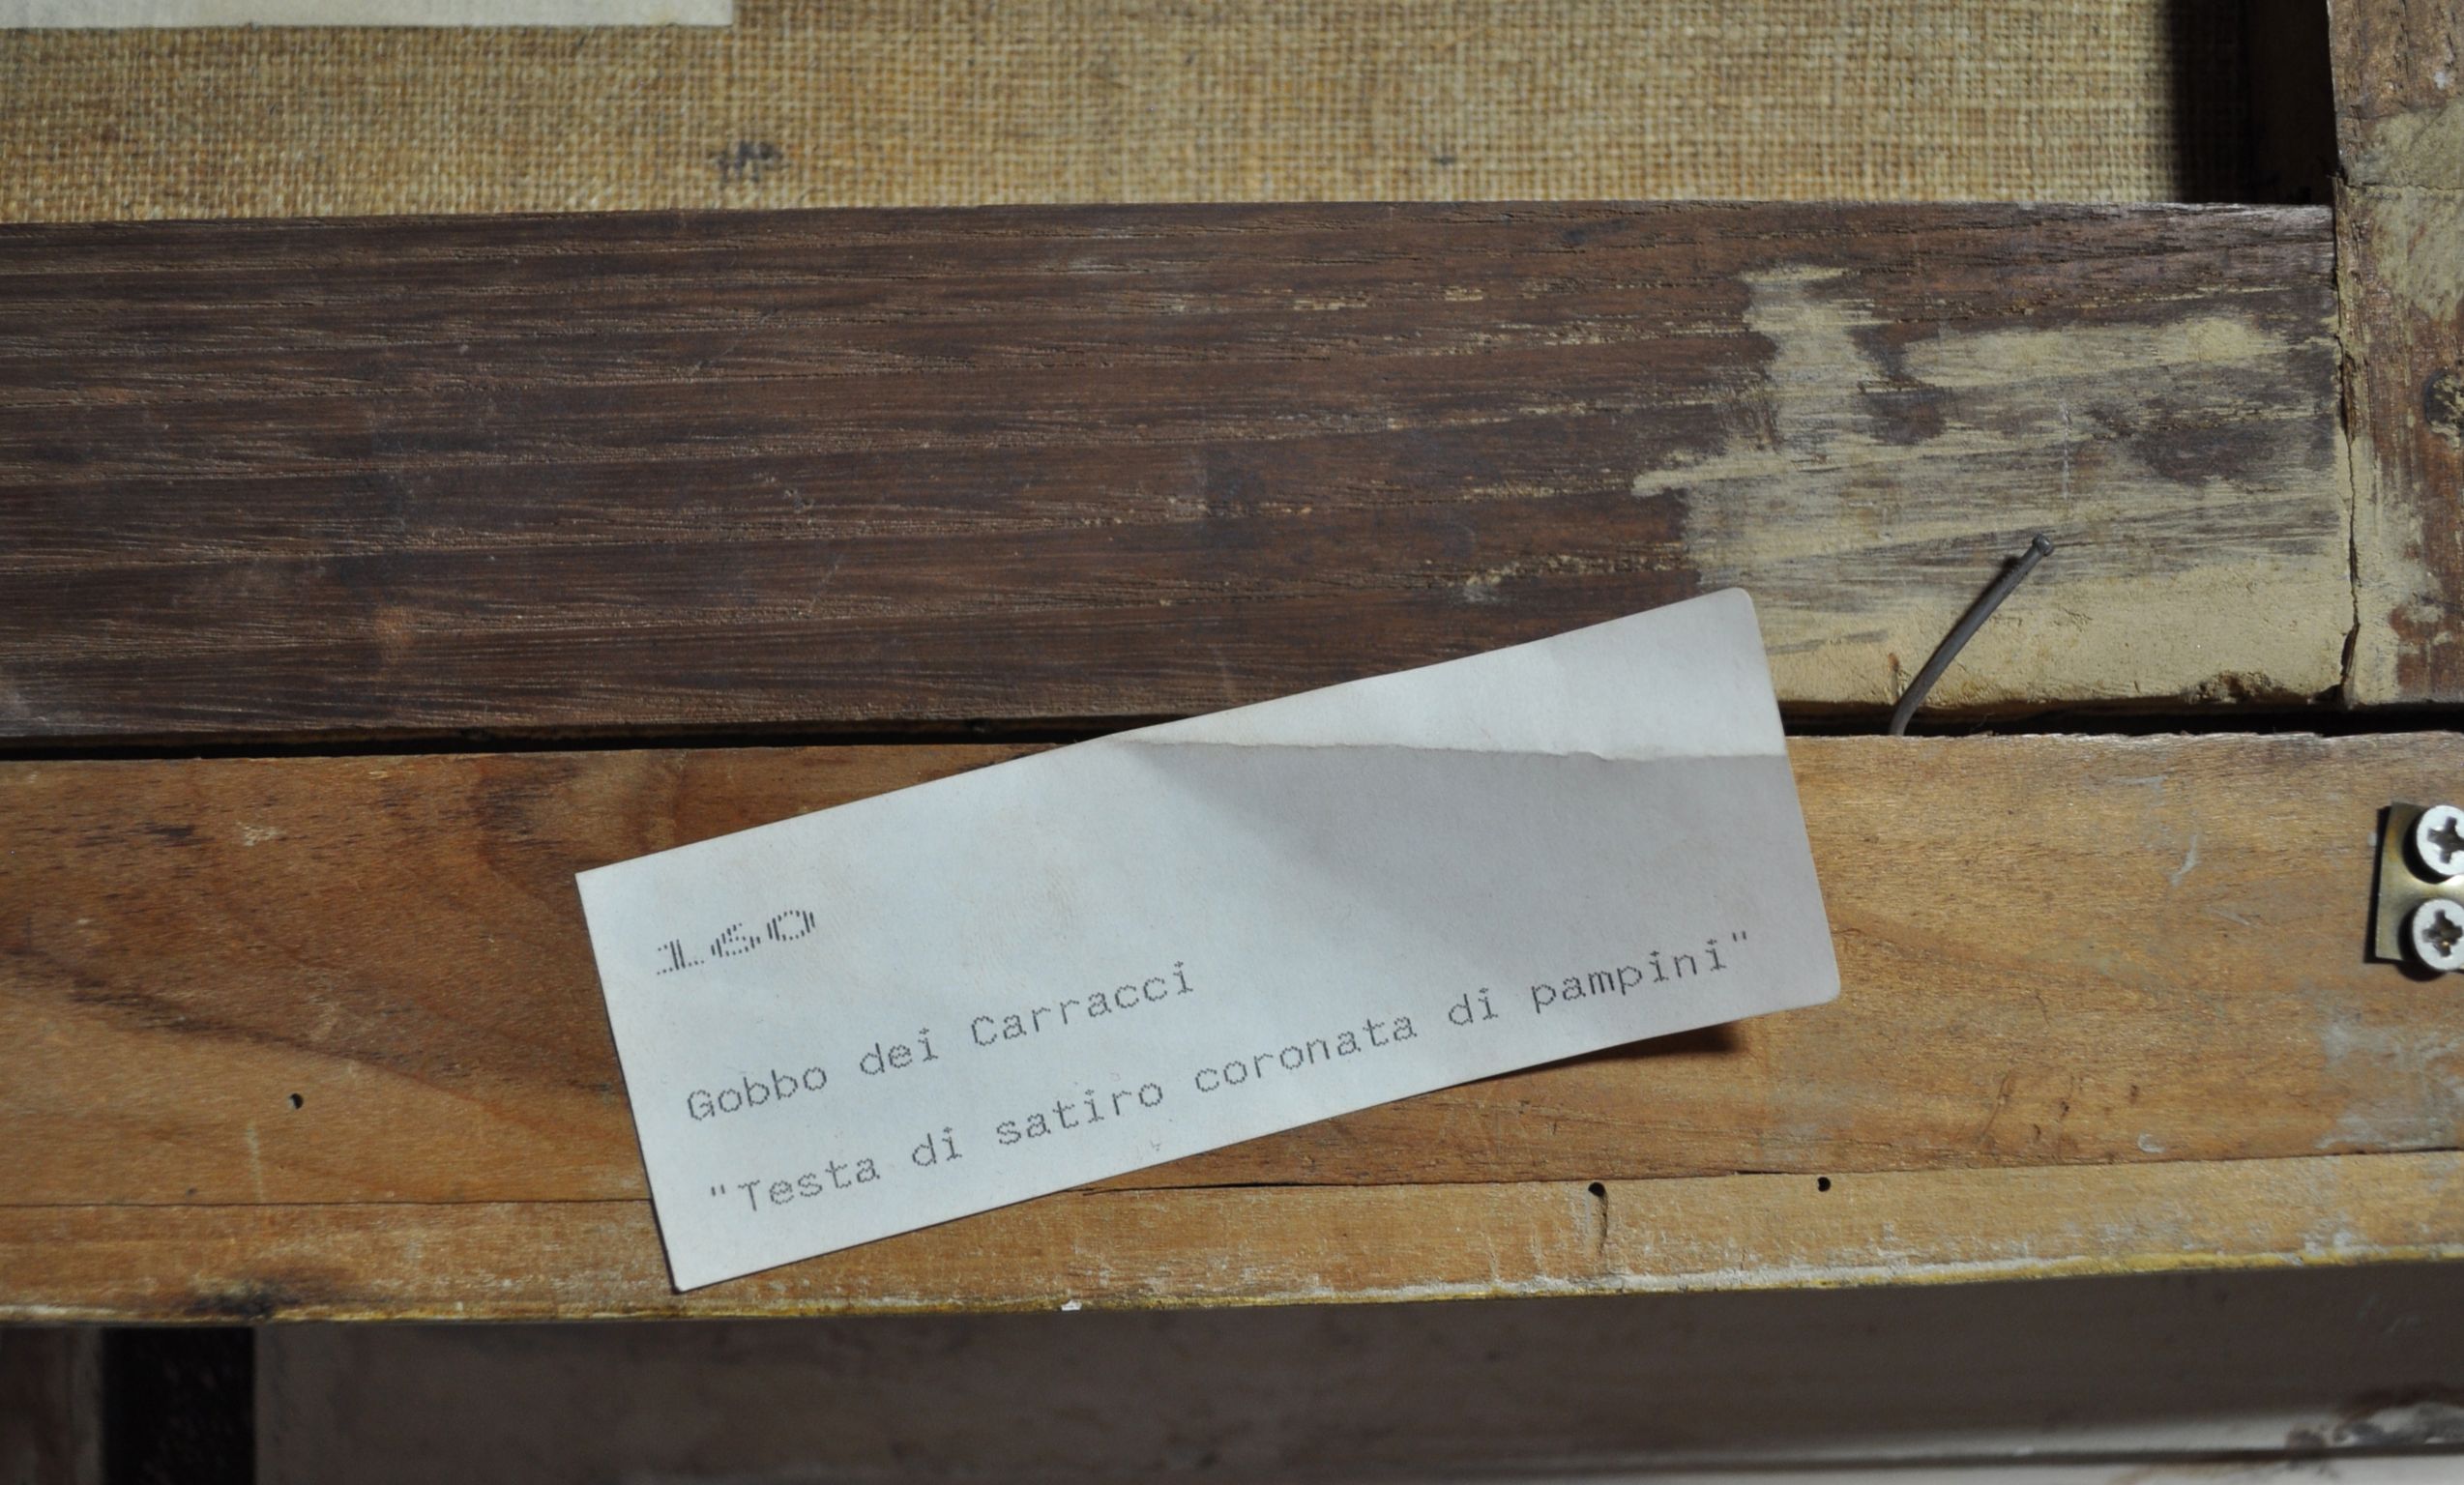 160
Gobbo dei Carracci
"Testa di satiro coronata di pampini"